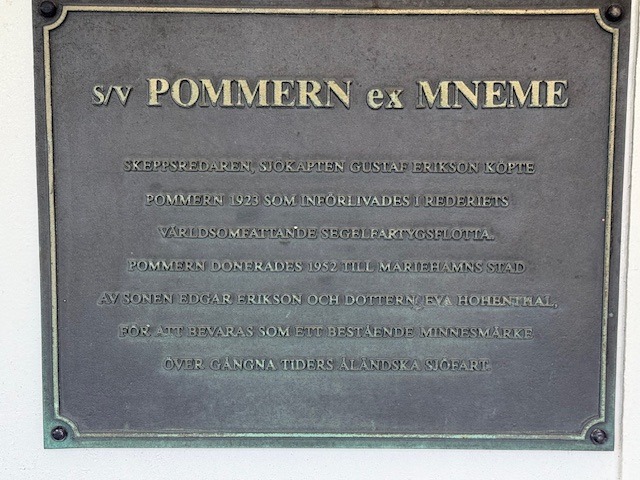 S/V POMMERN ex MNEME
SKEPPSREDAREN, SJÖKAPTEN GUSTAF ERIKSON KÖPTE
POMMERN 1923 SOM INFÖRLIVADES I REDERIETS
VÄRLDSOMFATTANDE SEGELFARTYGSFLOTTA.
POMMERN DONERADES 1952 TILL MARIEHAMNS STAD
AV SONEN EDGAR ERIKSON OCH DOTTERN, EVA HOHENTHAL,
FÖR ATT BEVARAS SOM ETT BESTÅENDE MINNESMÄRKE
ÖVER GÅNGNA TIDERS ÅLÄNDSKA SJÖFART.